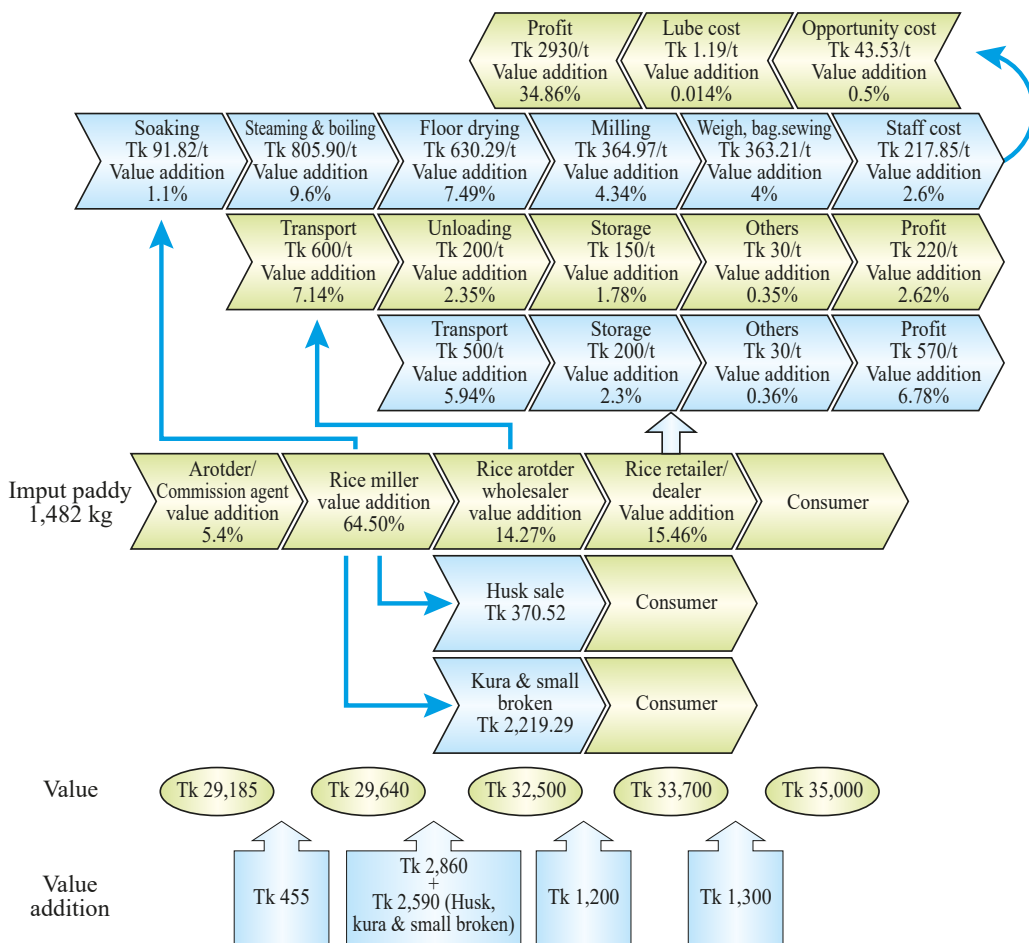 Profit
Tk 2930/t
Value addition
34.86%
Lube cost
Tk 1.19/t
Value addition
0.014%
Opportunity cost
Tk 43.53/t
Value addition
0.5%
Soaking
Tk 91.82/t
Value addition
1.1%
Steaming & boiling
Tk 805.90/t
Value addition
9.6%
Floor drying
Tk 630.29/t
Value addition
7.49%
Milling
Tk 364.97/t
Value addition
4.34%
Weigh, bag.sewing
Tk 363.21/t
Value addition
4%
Staff cost
Tk 217.85/t
Value addition
2.6%
Transport
Tk 600/t
Value addition
7.14%
Unloading
Tk 200/t
Value addition
2.35%
Storage
Tk 150/t
Value addition
1.78%
Others
Tk 30/t
Value addition
0.35%
Profit
Tk 220/t
Value addition
2.62%
Transport
Tk 500/t
Value addition
5.94%
Storage
Tk 200/t
Value addition
2.3%
Others
Tk 30/t
Value addition
0.36%
Profit
Tk 570/t
Value addition
6.78%
Imput paddy
1,482 kg
Arotder/
Commission agent
value addition
5.4%
Rice miller
value addition
64.50%
Rice arotder
wholesaler
value addition
14.27%
Rice retailer/
dealer
Value addition
15.46%
Consumer
Husk sale
Tk 370.52
Consumer
Kura & small
broken
Tk 2,219.29
Consumer
Value
Tk 29,185
Tk 29,640
Tk 32,500
Tk 33,700
Tk 35,000
Value
addition
Tk 455
Tk 2,860
+
Tk 2,590 (Husk,
kura & small broken)
Tk 1,200
Tk 1,300